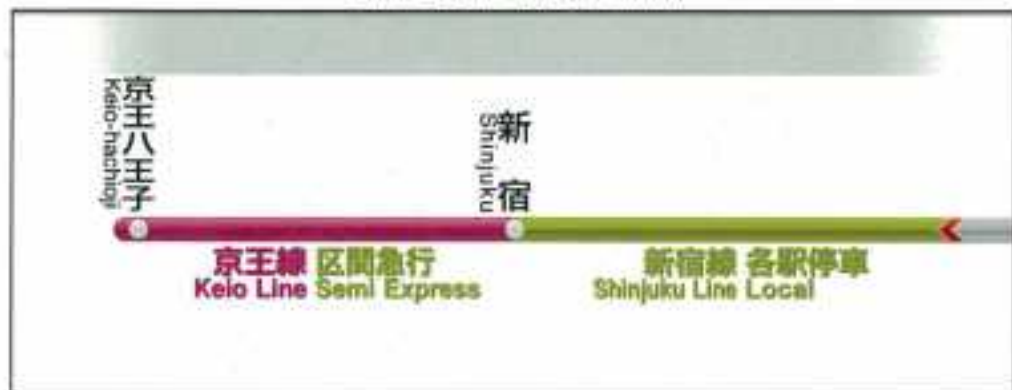 京王八王子
Keio-hachioji
新宿
Shinjuku
京王線 区間急行
Keio Line Semi Express
新宿線 各駅停車
Shinjuku Line Local